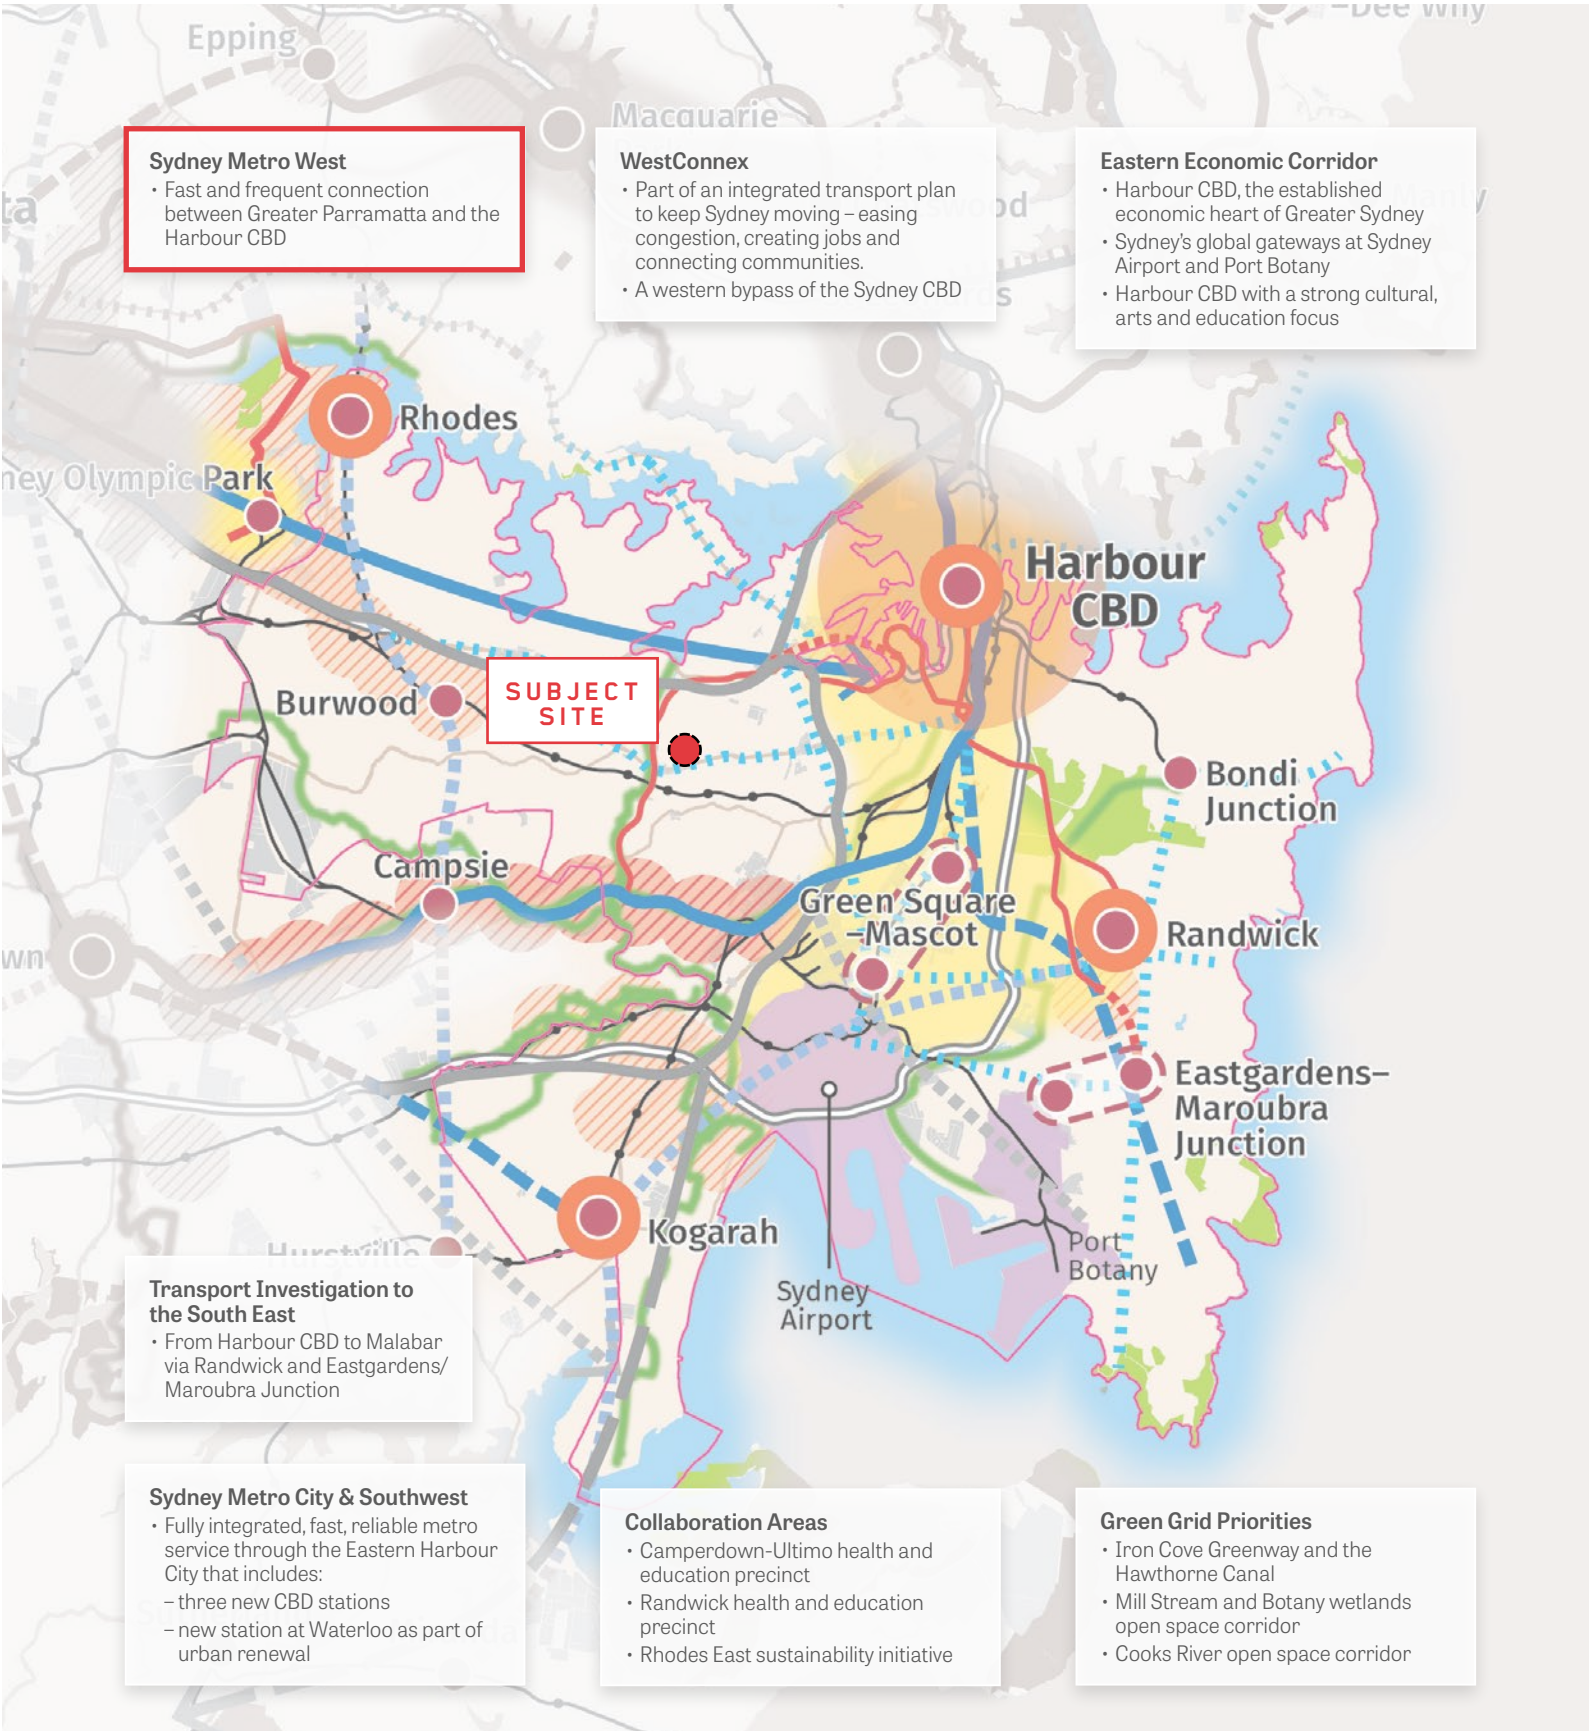 –Dee Why
Epping
Macquarie
Sydney Metro West
• Fast and frequent connection
between Greater Parramatta and the
Harbour CBD
WestConnex
• Part of an integrated transport plan
to keep Sydney moving – easing
congestion, creating jobs and
connecting communities.
• A western bypass of the Sydney CBD
Eastern Economic Corridor
• Harbour CBD, the established
economic heart of Greater Sydney
• Sydney's global gateways at Sydney
Airport and Port Botany
• Harbour CBD with a strong cultural,
arts and education focus
Manly
Rhodes
ney Olympic Park
Harbour
CBD
SUBJECT
SITE
Burwood
Bondi
Junction
Campsie
Green Square
–Mascot
Randwick
wn
Eastgardens–
Maroubra
Junction
Kogarah
Port
Botany
Hurstville
Sydney
Airport
Transport Investigation to
the South East
• From Harbour CBD to Malabar
via Randwick and Eastgardens/
Maroubra Junction
Sydney Metro City & Southwest
• Fully integrated, fast, reliable metro
service through the Eastern Harbour
City that includes:
– three new CBD stations
– new station at Waterloo as part of
urban renewal
Collaboration Areas
• Camperdown-Ultimo health and
education precinct
• Randwick health and education
precinct
• Rhodes East sustainability initiative
Green Grid Priorities
• Iron Cove Greenway and the
Hawthorne Canal
• Mill Stream and Botany wetlands
open space corridor
• Cooks River open space corridor